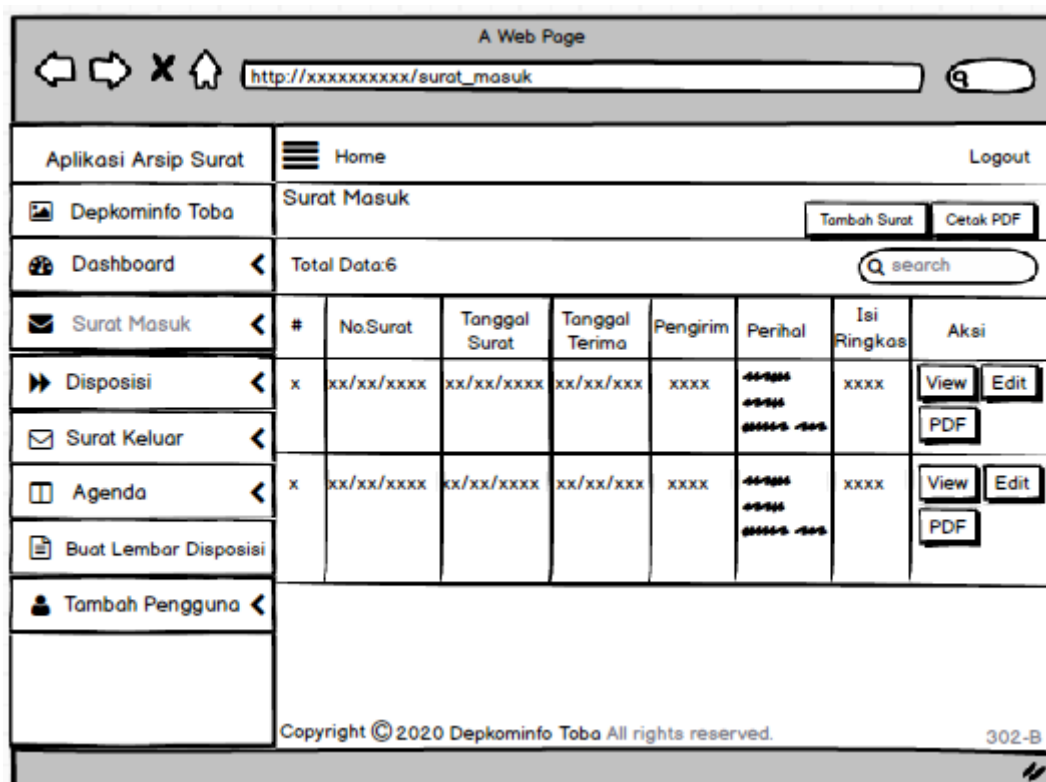 A Web Page
http://xxxxxxxxxx/surat_masuk
Aplikasi Arsip Surat
Home
Logout
Depkominfo Toba
Dashboard
Surat Masuk
Disposisi
Surat Keluar
Agenda
Buat Lembar Disposisi
Tambah Pengguna
Surat Masuk
Tambah Surat
Cetak PDF
Total Data:6
search
# No.Surat Tanggal Surat Tanggal Terima Pengirim Perihal Isi Ringkas Aksi
x xx/xx/xxxx xx/xx/xxxx xx/xx/xxx xxxx xxxx View Edit
PDF
x xx/xx/xxxx xx/xx/xxxx xx/xx/xxx xxxx xxxx View Edit
PDF
Copyright © 2020 Depkominfo Toba All rights reserved.
302-B